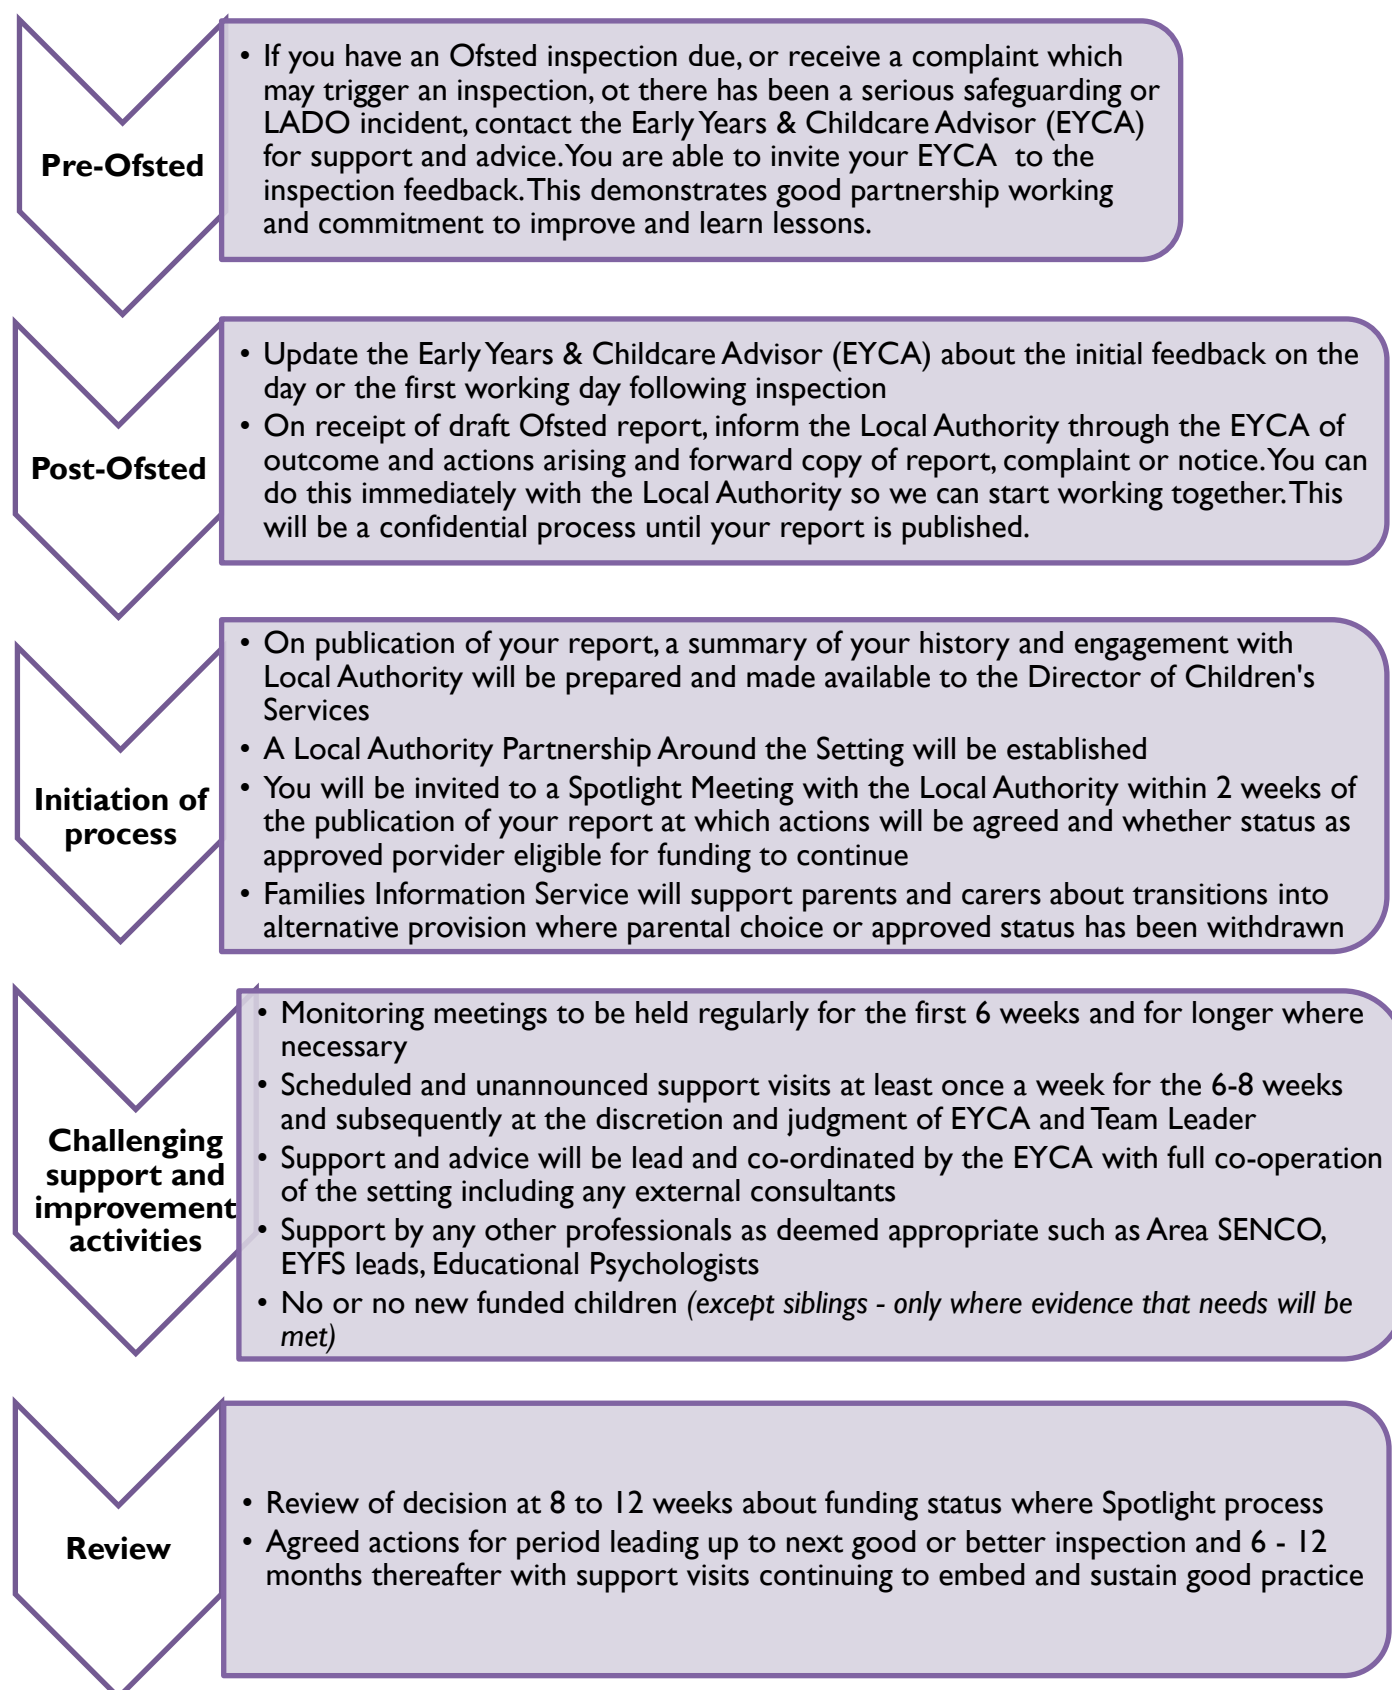 Pre-Ofsted
• If you have an Ofsted inspection due, or receive a complaint which
may trigger an inspection, ot there has been a serious safeguarding or
LADO incident, contact the Early Years & Childcare Advisor (EYCA)
for support and advice. You are able to invite your EYCA to the
inspection feedback. This demonstrates good partnership working
and commitment to improve and learn lessons.
Post-Ofsted
• Update the Early Years & Childcare Advisor (EYCA) about the initial feedback on the
day or the first working day following inspection
• On receipt of draft Ofsted report, inform the Local Authority through the EYCA of
outcome and actions arising and forward copy of report, complaint or notice. You can
do this immediately with the Local Authority so we can start working together. This
will be a confidential process until your report is published.
Initiation of
process
• On publication of your report, a summary of your history and engagement with
Local Authority will be prepared and made available to the Director of Children's
Services
• A Local Authority Partnership Around the Setting will be established
• You will be invited to a Spotlight Meeting with the Local Authority within 2 weeks of
the publication of your report at which actions will be agreed and whether status as
approved porvider eligible for funding to continue
• Families Information Service will support parents and carers about transitions into
alternative provision where parental choice or approved status has been withdrawn
Challenging
support and
improvement
activities
• Monitoring meetings to be held regularly for the first 6 weeks and for longer where
necessary
• Scheduled and unannounced support visits at least once a week for the 6-8 weeks
and subsequently at the discretion and judgment of EYCA and Team Leader
• Support and advice will be lead and co-ordinated by the EYCA with full co-operation
of the setting including any external consultants
• Support by any other professionals as deemed appropriate such as Area SENCO,
EYFS leads, Educational Psychologists
• No or no new funded children (except siblings - only where evidence that needs will be
met)
Review
• Review of decision at 8 to 12 weeks about funding status where Spotlight process
• Agreed actions for period leading up to next good or better inspection and 6 - 12
months thereafter with support visits continuing to embed and sustain good practice